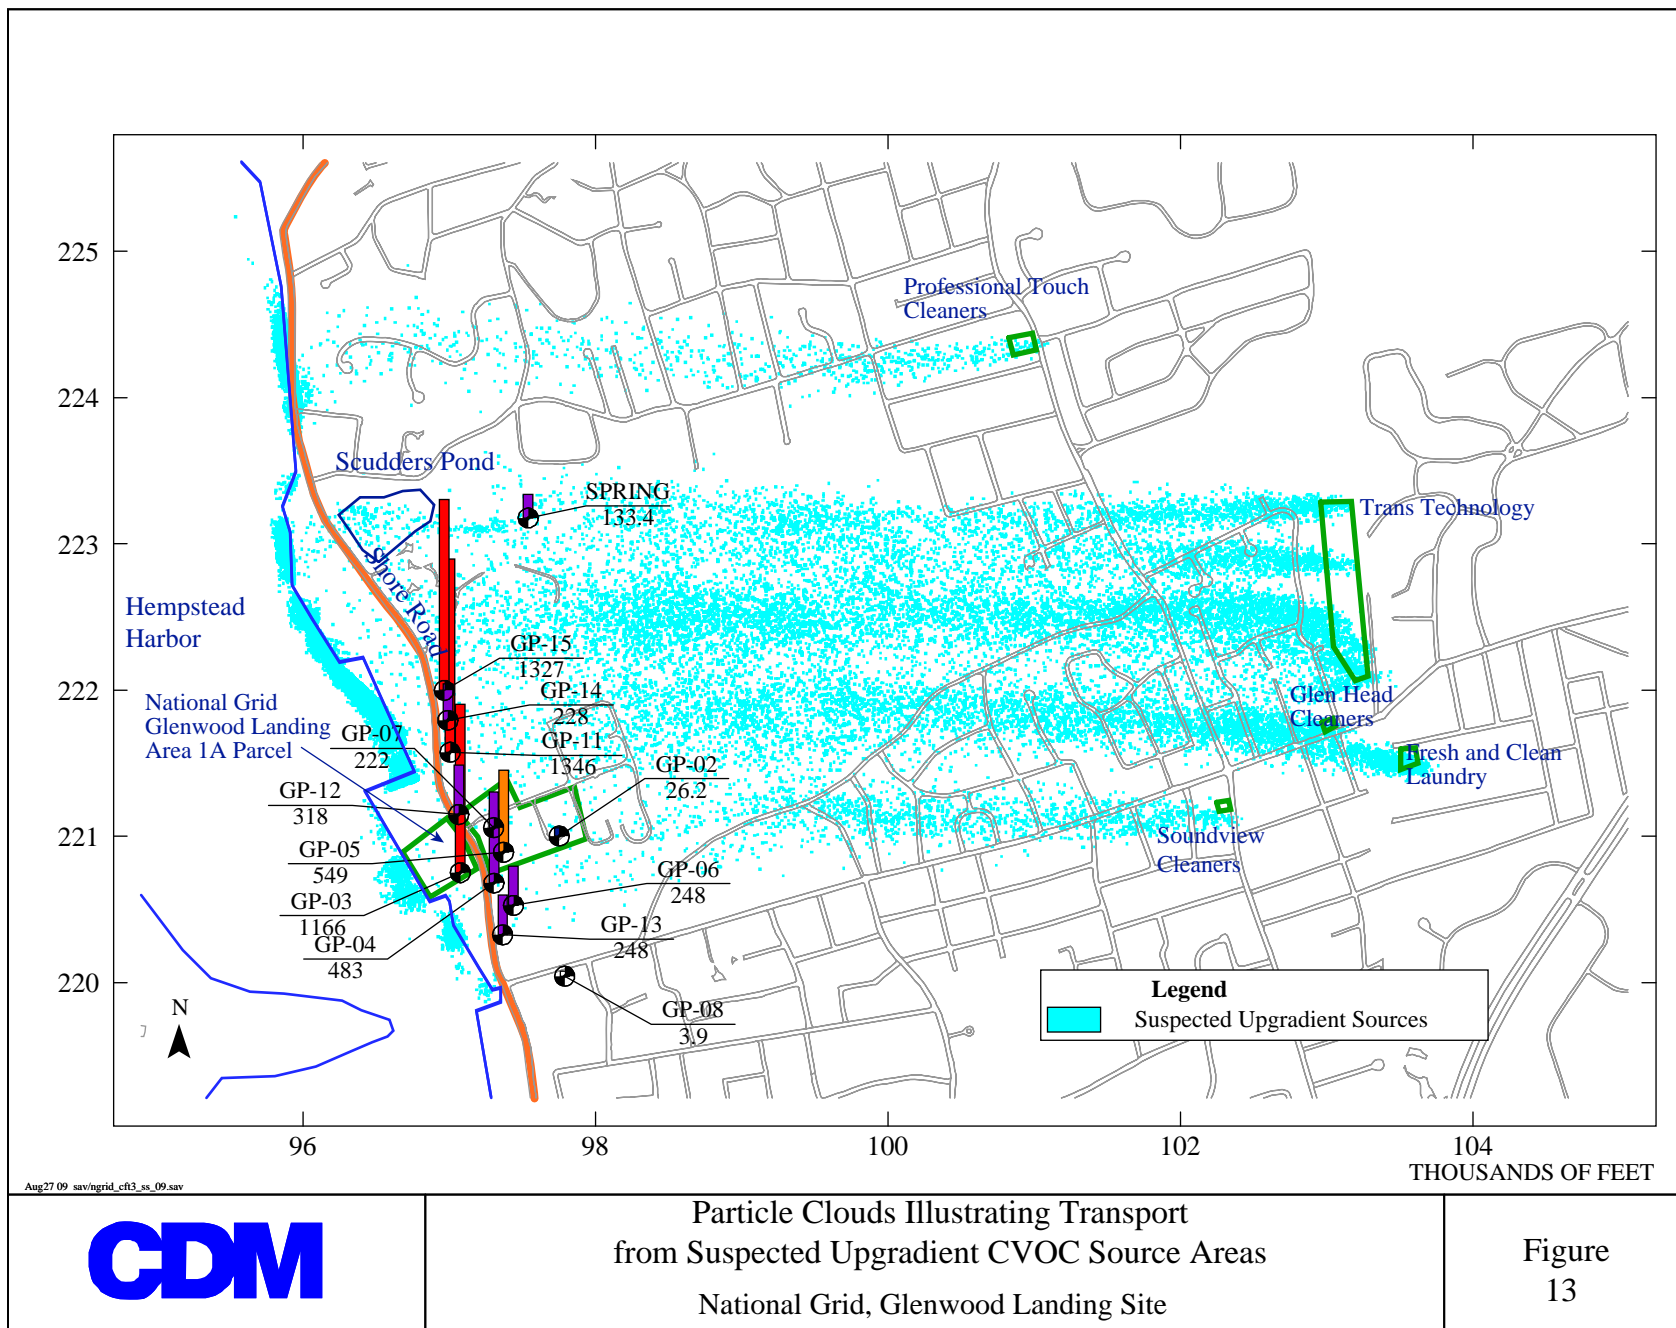 225
224
223
222
221
220
96
98
100
102
104
THOUSANDS OF FEET
Professional Touch
Cleaners
Scudders Pond
SPRING
133.4
Trans Technology
Shore Road
Hempstead
Harbor
GP-15
1327
GP-14
228
National Grid
Glenwood Landing
Area 1A Parcel
GP-07
222
GP-11
1346
GP-02
26.2
Glen Head
Cleaners
Fresh and Clean
Laundry
GP-12
318
Soundview
Cleaners
GP-05
549
GP-06
248
GP-03
1166
GP-13
248
GP-04
483
GP-08
3.9
N
Legend
Suspected Upgradient Sources
Aug27 09 sav/ngrid_cft3_ss_09.sav
CDM
Particle Clouds Illustrating Transport
from Suspected Upgradient CVOC Source Areas
National Grid, Glenwood Landing Site
Figure
13